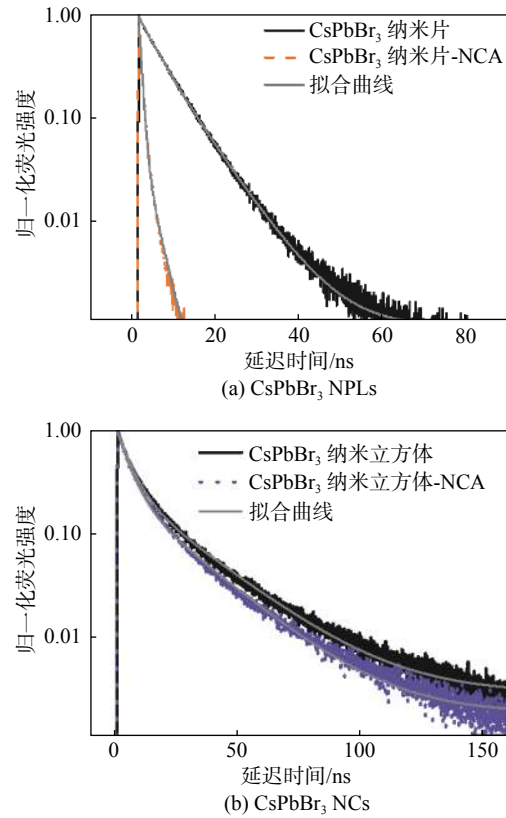 1.00
0.10
0.01
归一化荧光强度
CsPbBr₃ 纳米片
CsPbBr₃ 纳米片-NCA
拟合曲线
0 20 40 60 80
延迟时间/ns
(a) CsPbBr₃ NPLs
1.00
0.10
0.01
归一化荧光强度
CsPbBr₃ 纳米立方体
CsPbBr₃ 纳米立方体-NCA
拟合曲线
0 50 100 150
延迟时间/ns
(b) CsPbBr₃ NCs